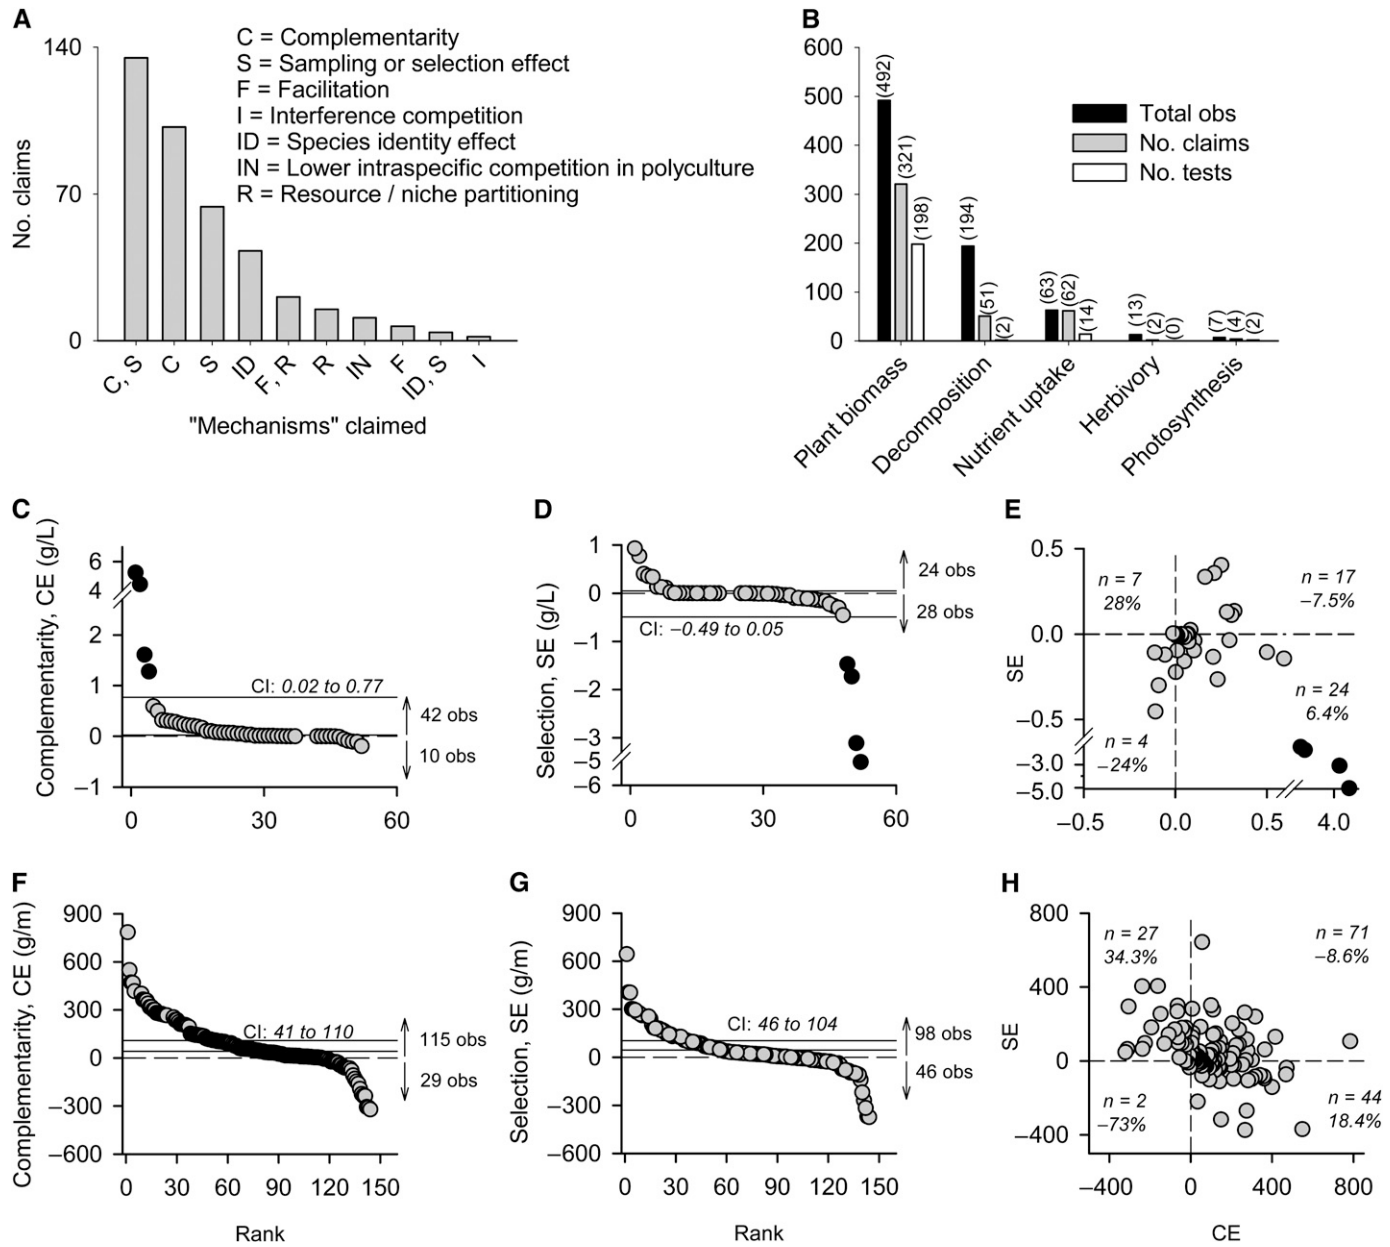 A
140
70
0
No. claims
C = Complementarity
S = Sampling or selection effect
F = Facilitation
I = Interference competition
ID = Species identity effect
IN = Lower intraspecific competition in polyculture
R = Resource / niche partitioning
C, S
C
S
ID
F, R
R
IN
F
ID, S
I
"Mechanisms" claimed
B
600
500
400
300
200
100
0
(492)
(321)
(198)
(194)
(51)
(2)
(63)
(62)
(14)
(13)
(2)
(0)
(7)
(4)
(2)
Total obs
No. claims
No. tests
Plant biomass
Decomposition
Nutrient uptake
Herbivory
Photosynthesis
C
Complementarity, CE (g/L)
6
4
2
1
0
–1
CI: 0.02 to 0.77
42 obs
10 obs
0
30
60
D
Selection, SE (g/L)
1
0
–1
–2
–3
–5
–6
CI: –0.49 to 0.05
24 obs
28 obs
0
30
60
E
SE
0.5
0.0
–0.5
–3.0
–5.0
n = 7
28%
n = 17
–7.5%
n = 24
6.4%
n = 4
–24%
–0.5
0.0
0.5
4.0
F
Complementarity, CE (g/m)
900
600
300
0
–300
–600
CI: 41 to 110
115 obs
29 obs
0
30
60
90
120
150
Rank
G
Selection, SE (g/m)
900
600
300
0
–300
–600
CI: 46 to 104
98 obs
46 obs
0
30
60
90
120
150
Rank
H
SE
800
400
0
–400
n = 27
34.3%
n = 71
–8.6%
n = 2
–73%
n = 44
18.4%
–400
0
400
800
CE